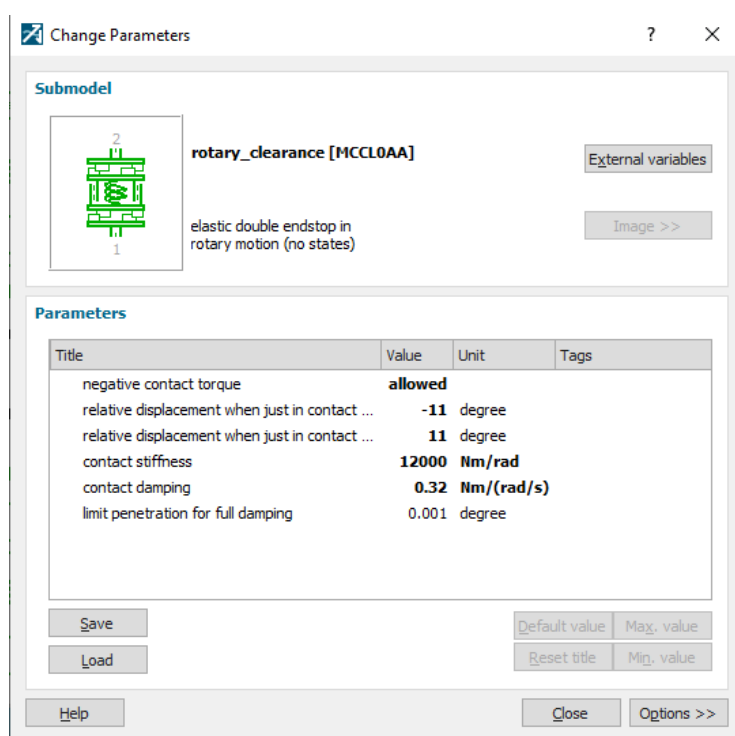 Change Parameters ? ×
Submodel
2
rotary_clearance [MCCL0AA]
External variables
elastic double endstop in
rotary motion (no states)
Image >>
1
Parameters
Title Value Unit Tags
negative contact torque allowed
relative displacement when just in contact ... -11 degree
relative displacement when just in contact ... 11 degree
contact stiffness 12000 Nm/rad
contact damping 0.32 Nm/(rad/s)
limit penetration for full damping 0.001 degree
Save Default value Max. value
Load Reset title Min. value
Help Close Options >>